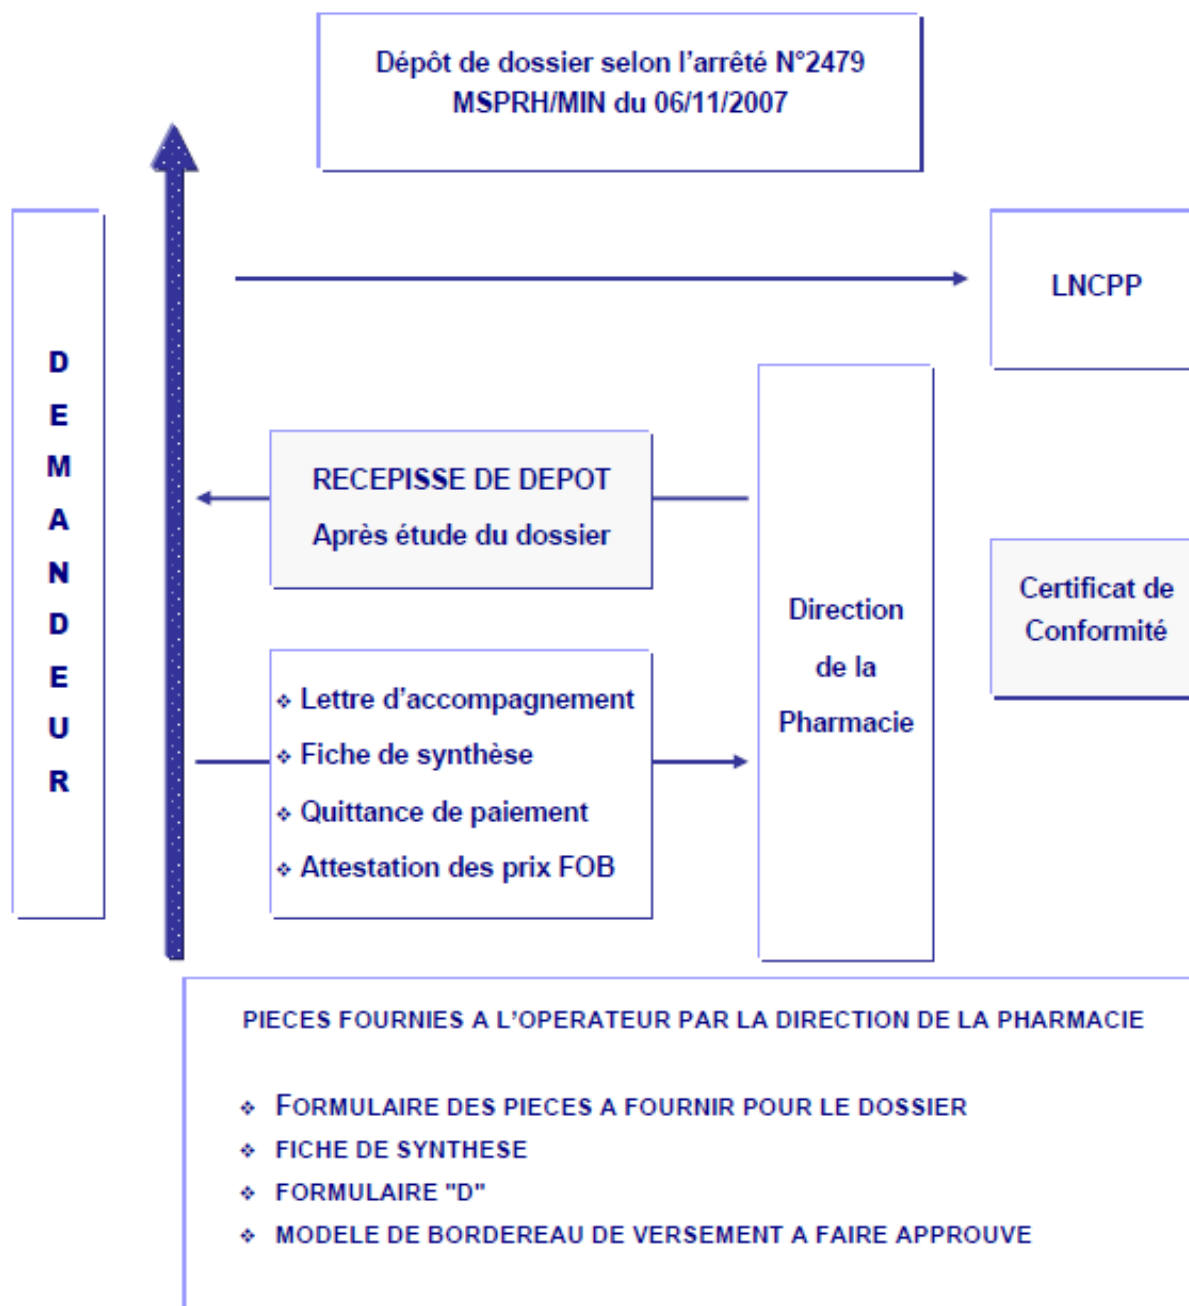 Dépôt de dossier selon l'arrêté N°2479
MSPRH/MIN du 06/11/2007
LNCPP
D
E
M
A
N
D
E
U
R
RECEPISSE DE DEPOT
Après étude du dossier
Direction
de la
Pharmacie
Certificat de
Conformité
❖ Lettre d'accompagnement
❖ Fiche de synthèse
❖ Quittance de paiement
❖ Attestation des prix FOB
PIECES FOURNIES A L'OPERATEUR PAR LA DIRECTION DE LA PHARMACIE
❖ FORMULAIRE DES PIECES A FOURNIR POUR LE DOSSIER
❖ FICHE DE SYNTHESE
❖ FORMULAIRE "D"
❖ MODELE DE BORDEREAU DE VERSEMENT A FAIRE APPROUVE